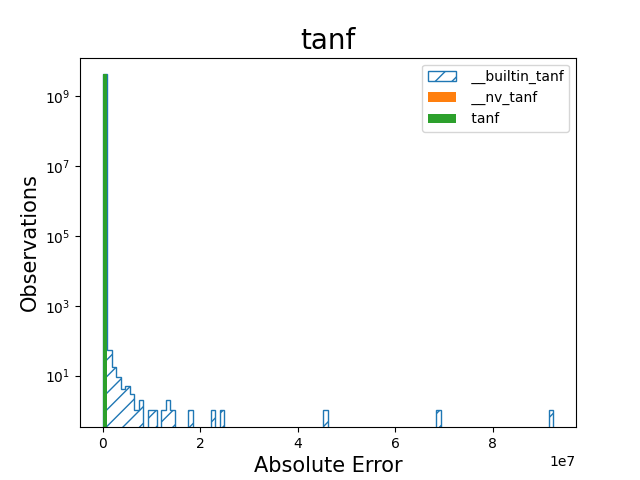 tanf
__builtin_tanf
__nv_tanf
tanf
Observations
10^9
10^7
10^5
10^3
10^1
0
2
4
6
8
1e7
Absolute Error